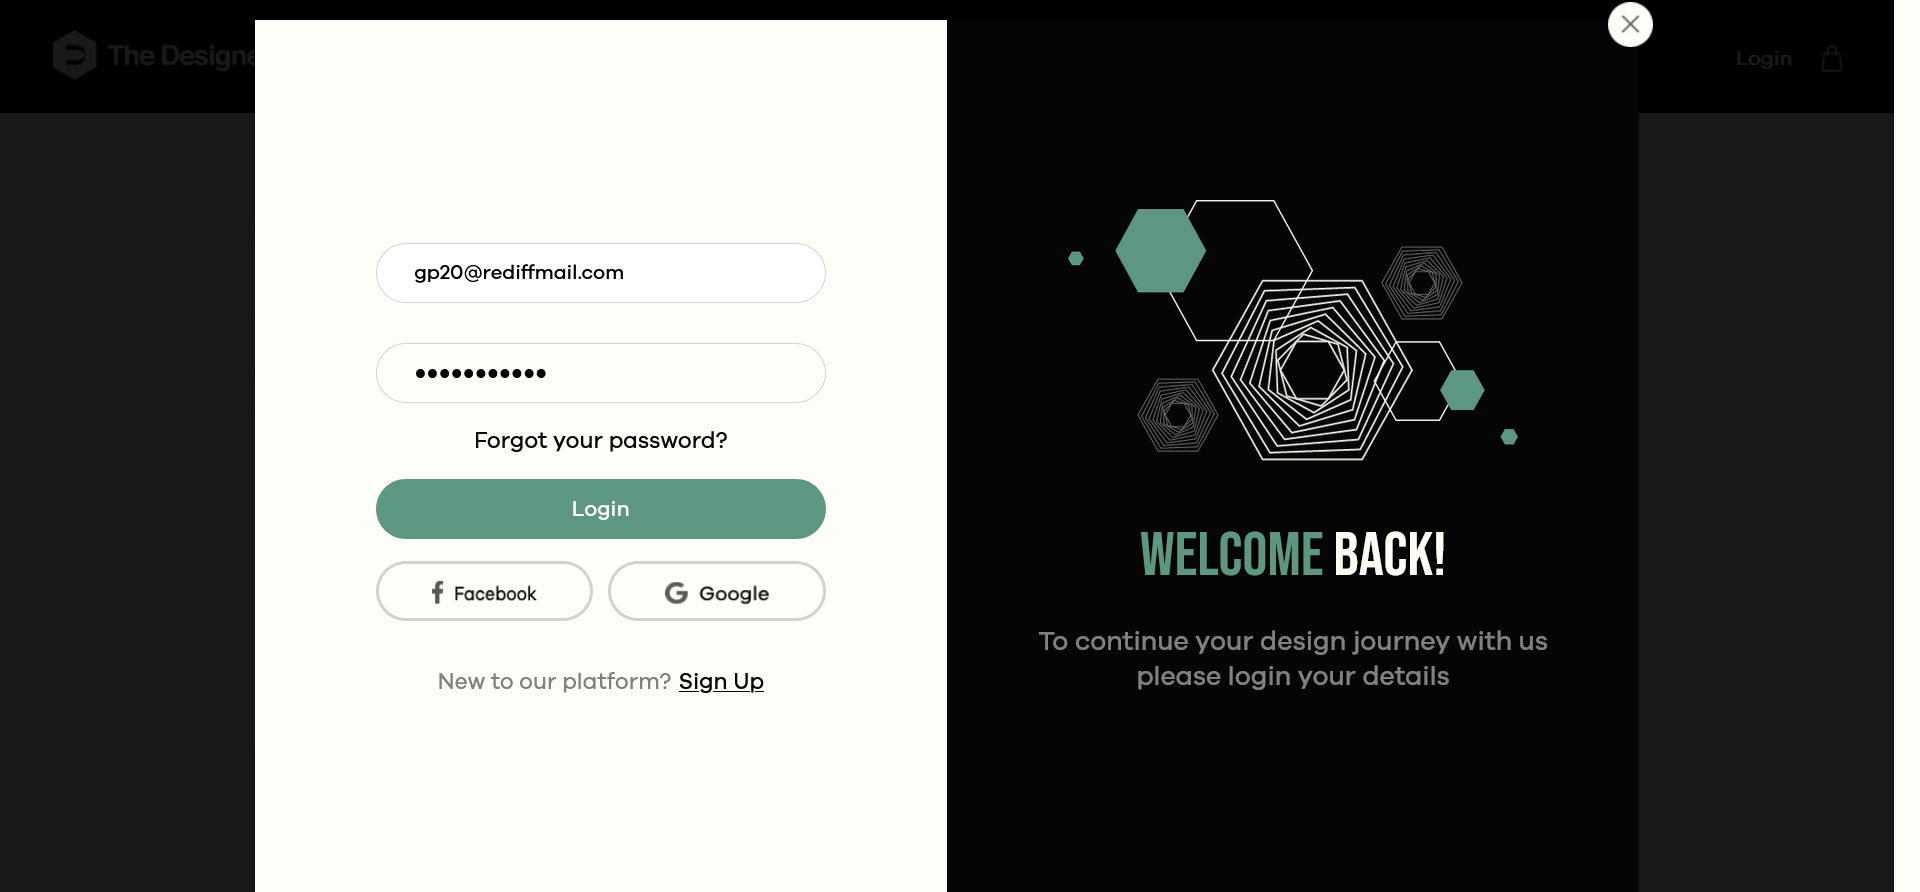 The Designe
Login
gp20@rediffmail.com
●●●●●●●●●●●
Forgot your password?
Login
Facebook
Google
New to our platform? Sign Up
WELCOME BACK!
To continue your design journey with us
please login your details